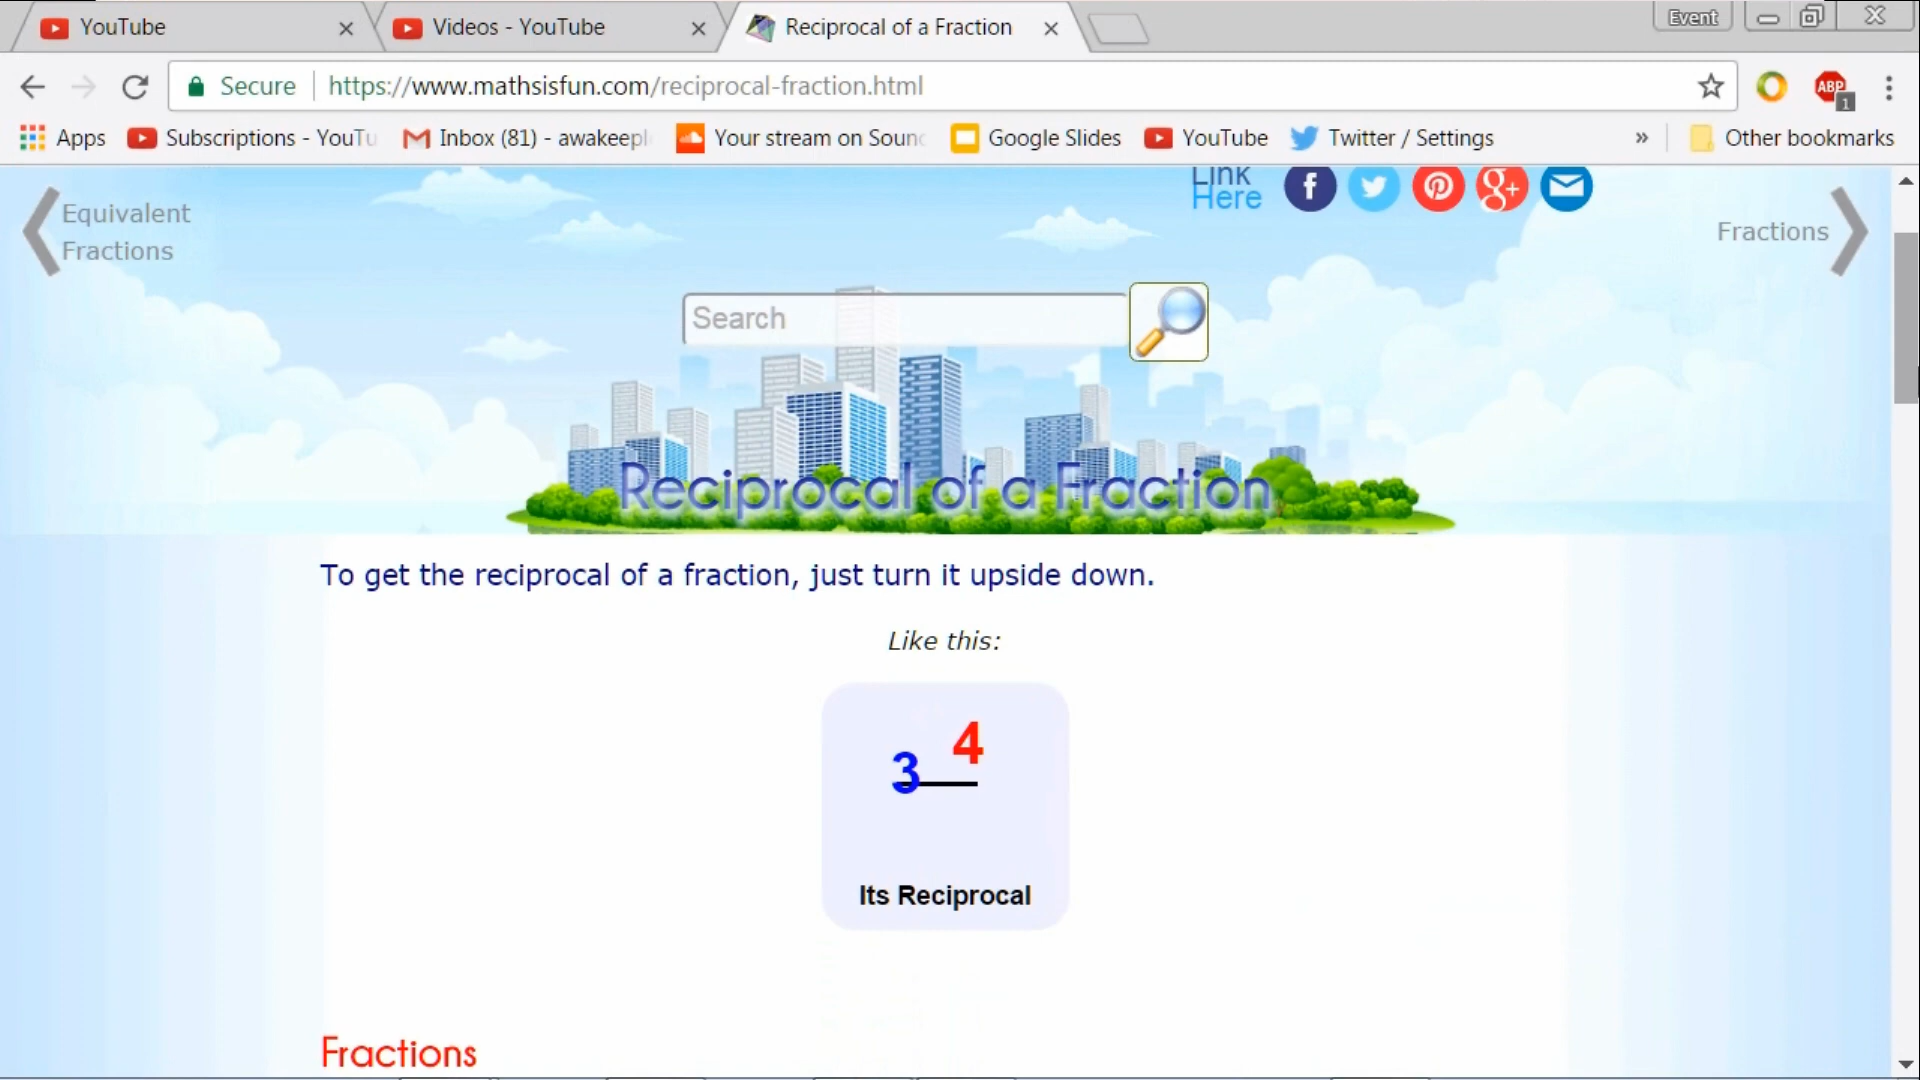 YouTube
Videos - YouTube
Reciprocal of a Fraction
Event
Secure
https://www.mathsisfun.com/reciprocal-fraction.html
ABP
1
Apps
Subscriptions - YouTu
Inbox (81) - awakeepl
Your stream on Soun
Google Slides
YouTube
Twitter / Settings
»
Other bookmarks
Equivalent
Fractions
Link
Here
Fractions
Search
Reciprocal of a Fraction
To get the reciprocal of a fraction, just turn it upside down.
Like this:
4
3
Its Reciprocal
Fractions